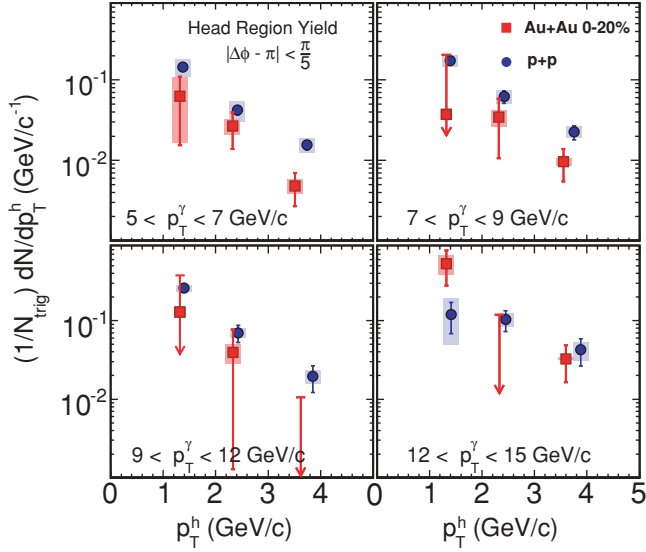 Head Region Yield
|Δϕ - π| < π/5
Au+Au 0-20%
p+p
10⁻¹
10⁻²
5 < p_T^γ < 7 GeV/c
7 < p_T^γ < 9 GeV/c
(1/N_trig) dN/dp_T^h (GeV/c⁻¹)
10⁻¹
10⁻²
9 < p_T^γ < 12 GeV/c
12 < p_T^γ < 15 GeV/c
0 1 2 3 4 0 1 2 3 4 5
p_T^h (GeV/c)
p_T^h (GeV/c)